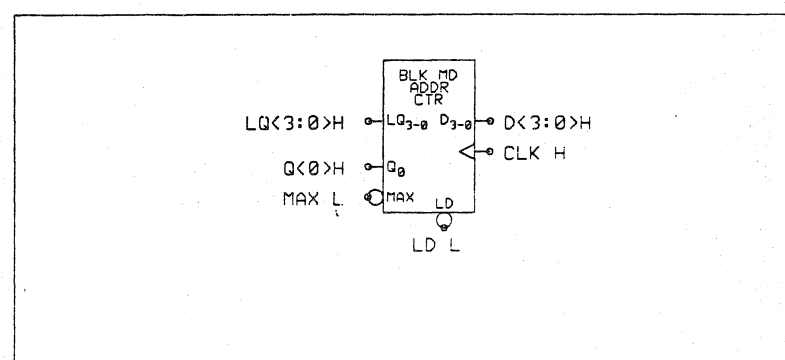 BLK MD
ADDR
CTR
LQ<3:0>H LQ3-0 D3-0 D<3:0>H
CLK H
Q<0>H Q0
MAX L MAX LD
LD L